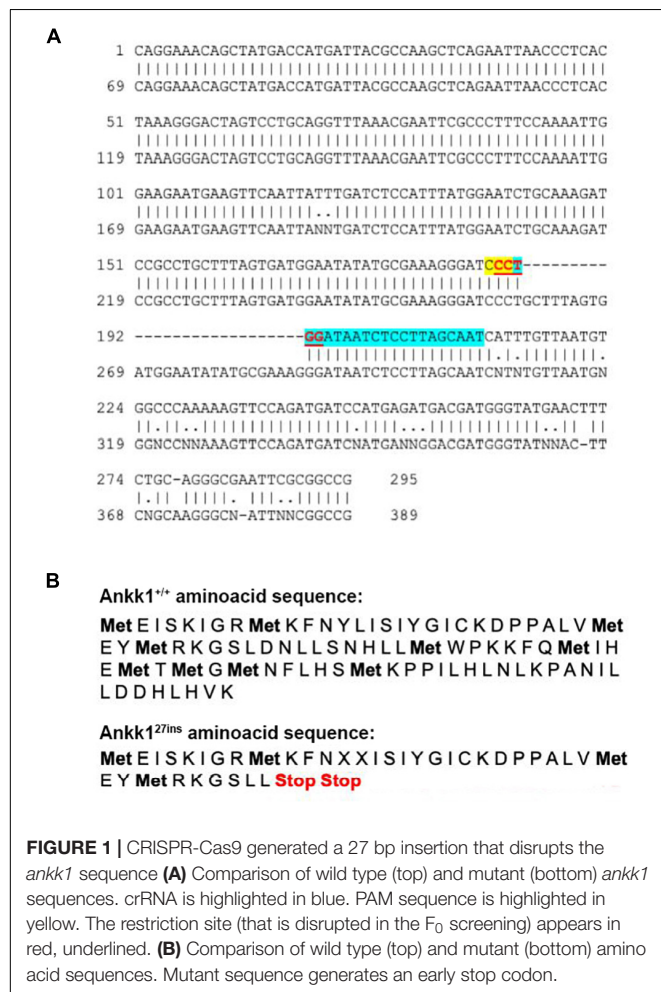 A
1 CAGGAAACAGCTATGACCATGATTACGCCAAGCTCAGAATTAACCCTCAC
||||||||||||||||||||||||||||||||||||||||||||||||||
69 CAGGAAACAGCTATGACCATGATTACGCCAAGCTCAGAATTAACCCTCAC
51 TAAAGGGACTAGTCCTGCAGGTTTAAACGAATTCGCCCTTTCCAAAATTG
||||||||||||||||||||||||||||||||||||||||||||||||||
119 TAAAGGGACTAGTCCTGCAGGTTTAAACGAATTCGCCCTTTCCAAAATTG
101 GAAGAATGAAGTTCAATTATTTGATCTCCATTTATGGAATCTGCAAAGAT
|||||||||||||||||||..|||||||||||||||||||||||||||||
169 GAAGAATGAAGTTCAATTANNTGATCTCCATTTATGGAATCTGCAAAGAT
151 CCGCCTGCTTTAGTGATGGAATATATGCGAAAGGGATCCCT---------
|||||||||||||||||||||||||||||||||||||||||
219 CCGCCTGCTTTAGTGATGGAATATATGCGAAAGGGATCCCTGCTTTAGTG
192 ------------------GGATAATCTCCTTAGCAATCATTTGTTAATGT
||||||||||||||||||||.|.||||||||.
269 ATGGAATATATGCGAAAGGGATAATCTCCTTAGCAATCNTNTGTTAATGN
224 GGCCCAAAAAGTTCCAGATGATCCATGAGATGACGATGGGTATGAACTTT
||.||..|||||||||||||||.||||...|||||||||||..|| ||
319 GGNCCNNAAAGTTCCAGATGATCNATGANNGGACGATGGGTATNNAC-TT
274 CTGC-AGGGCGAATTCGCGGCCG 295
|.|| |||||. |||..||||||
368 CNGCAAGGGCN-ATTNNCGGCCG 389
B
Ankk1+/+ aminoacid sequence:
Met E I S K I G R Met K F N Y L I S I Y G I C K D P P A L V Met
E Y Met R K G S L D N L L S N H L L Met W P K K F Q Met I H
E Met T Met G Met N F L H S Met K P P I L H L N L K P A N I L
L D D H L H V K
Ankk127ins aminoacid sequence:
Met E I S K I G R Met K F N X X I S I Y G I C K D P P A L V Met
E Y Met R K G S L L Stop Stop
FIGURE 1 | CRISPR-Cas9 generated a 27 bp insertion that disrupts the
ankk1 sequence (A) Comparison of wild type (top) and mutant (bottom) ankk1
sequences. crRNA is highlighted in blue. PAM sequence is highlighted in
yellow. The restriction site (that is disrupted in the F0 screening) appears in
red, underlined. (B) Comparison of wild type (top) and mutant (bottom) amino
acid sequences. Mutant sequence generates an early stop codon.